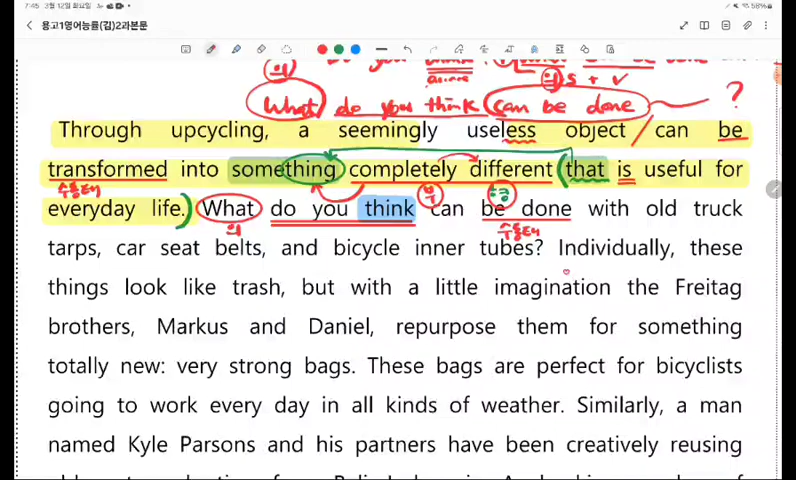 7:45 3월 12일 화요일
58%
용고1영어능률(김)2과본문
의 S + V
What do you think can be done ?
Through upcycling, a seemingly useless object / can be
transformed into something completely different (that is useful for
수동태
everyday life.) What do you think can be done with old truck
의 부 형 수동태
tarps, car seat belts, and bicycle inner tubes? Individually, these
things look like trash, but with a little imagination the Freitag
brothers, Markus and Daniel, repurpose them for something
totally new: very strong bags. These bags are perfect for bicyclists
going to work every day in all kinds of weather. Similarly, a man
named Kyle Parsons and his partners have been creatively reusing